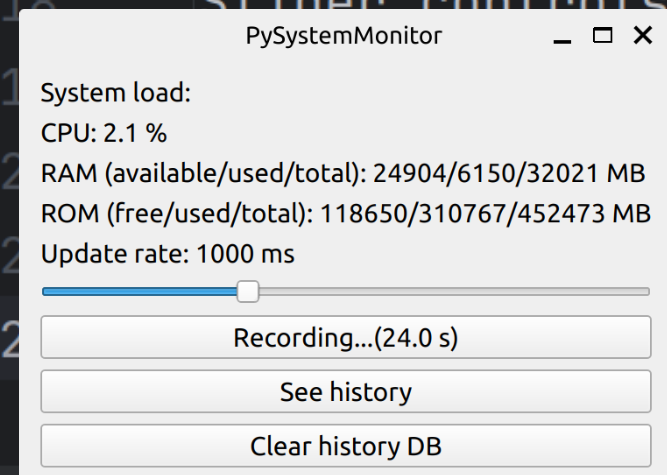 PySystemMonitor
System load:
CPU: 2.1 %
RAM (available/used/total): 24904/6150/32021 MB
ROM (free/used/total): 118650/310767/452473 MB
Update rate: 1000 ms
Recording...(24.0 s)
See history
Clear history DB